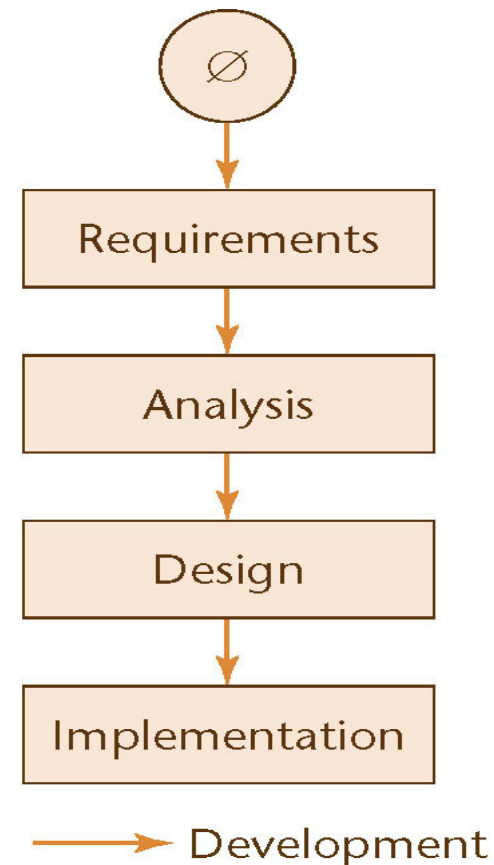 ∅
Requirements
Analysis
Design
Implementation
Development